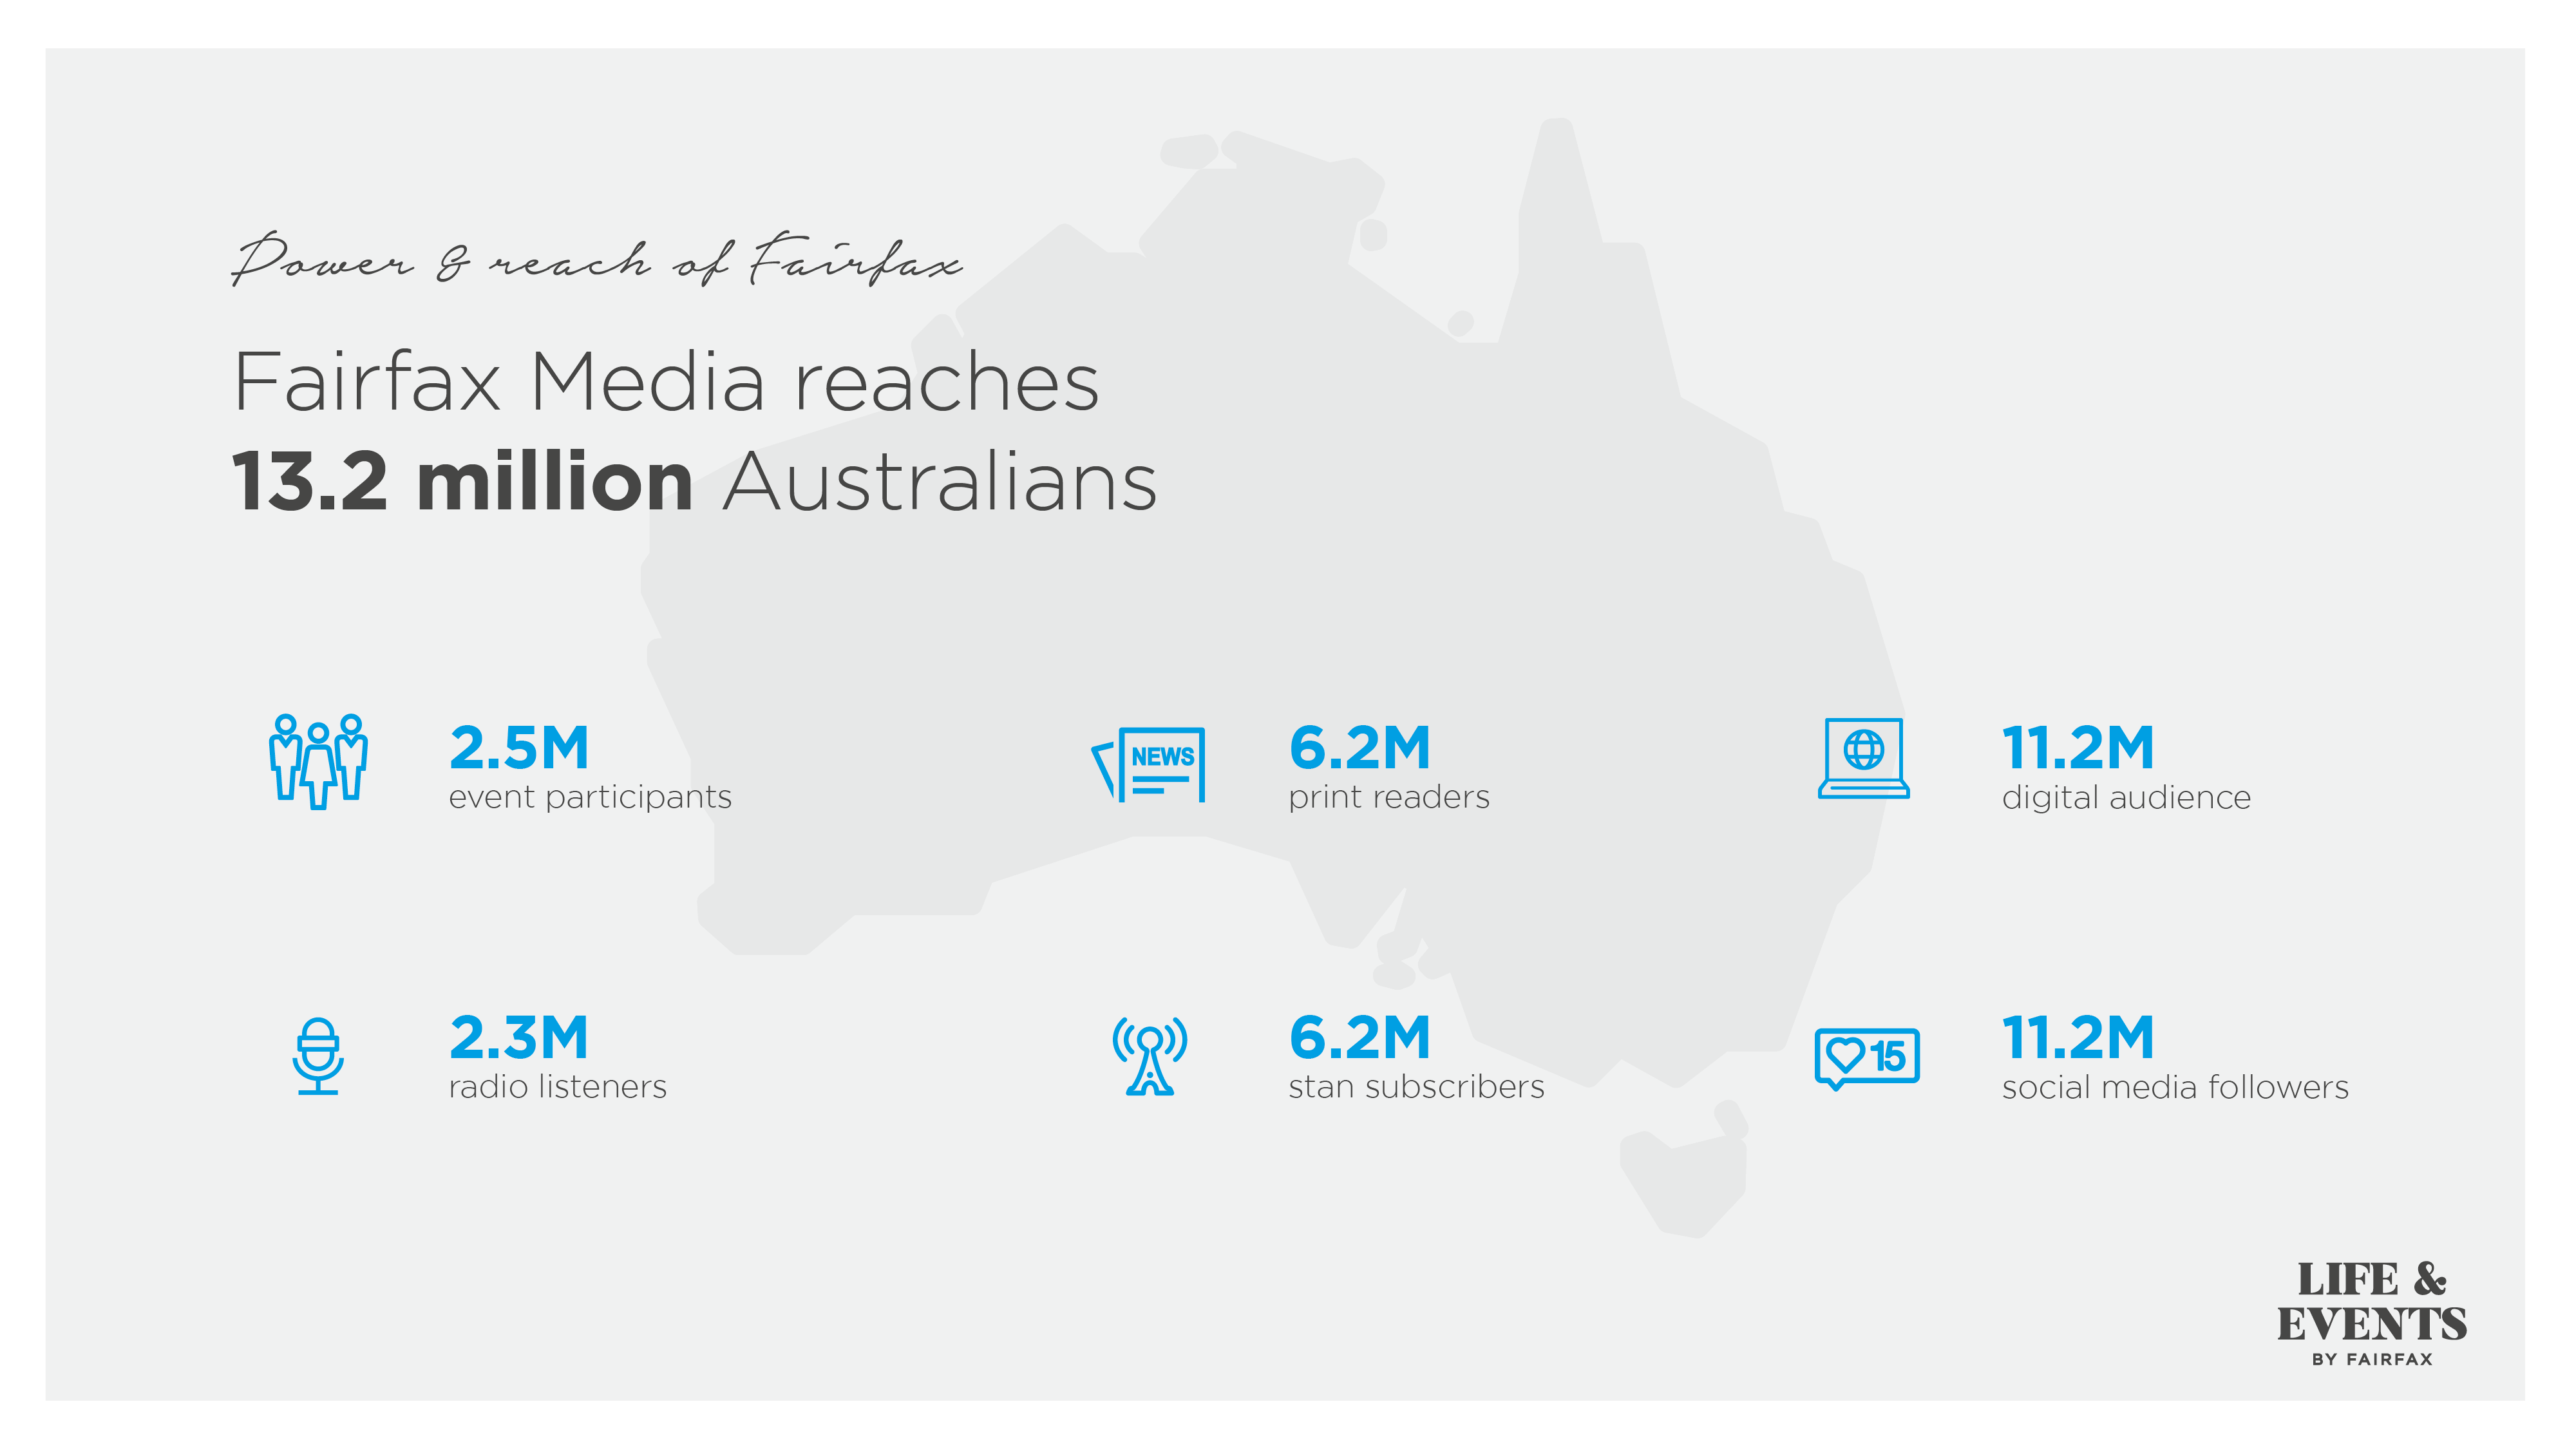 Power & reach of Fairfax
Fairfax Media reaches
13.2 million Australians
2.5M
event participants
NEWS
6.2M
print readers
11.2M
digital audience
2.3M
radio listeners
6.2M
stan subscribers
15
11.2M
social media followers
LIFE &
EVENTS
BY FAIRFAX